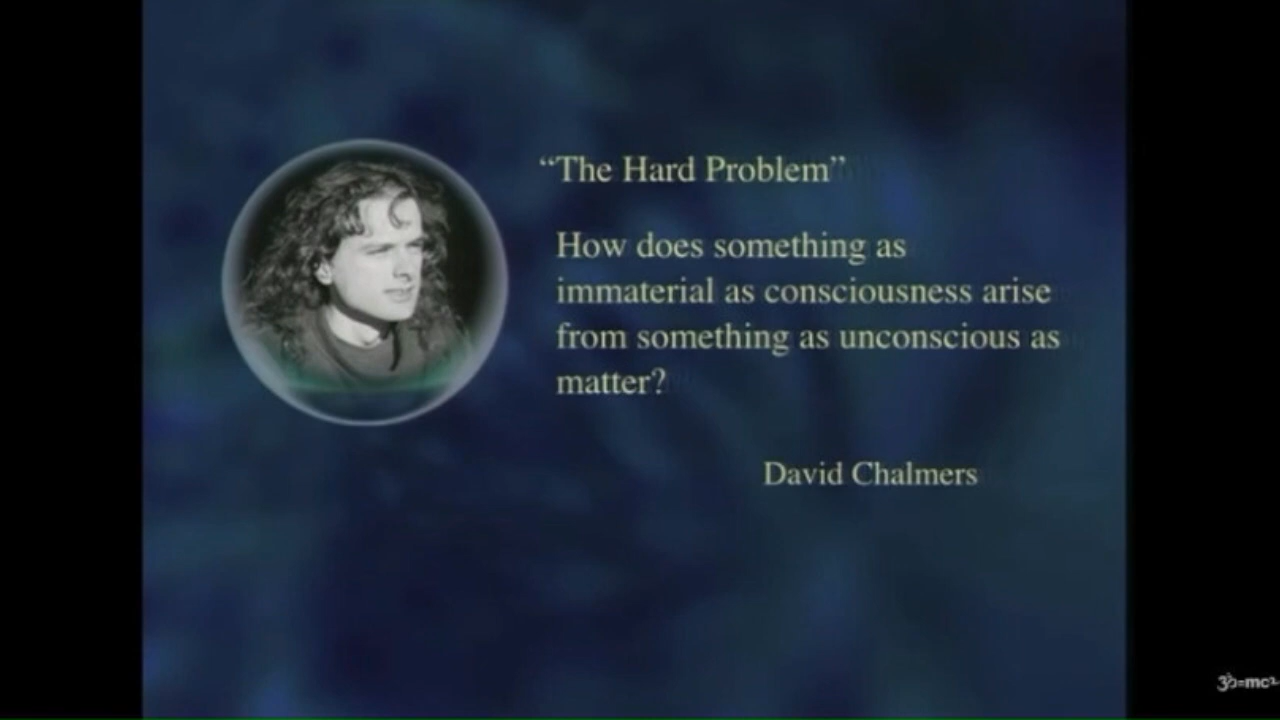 “The Hard Problem”
How does something as
immaterial as consciousness arise
from something as unconscious as
matter?
David Chalmers
ॐ=mc²